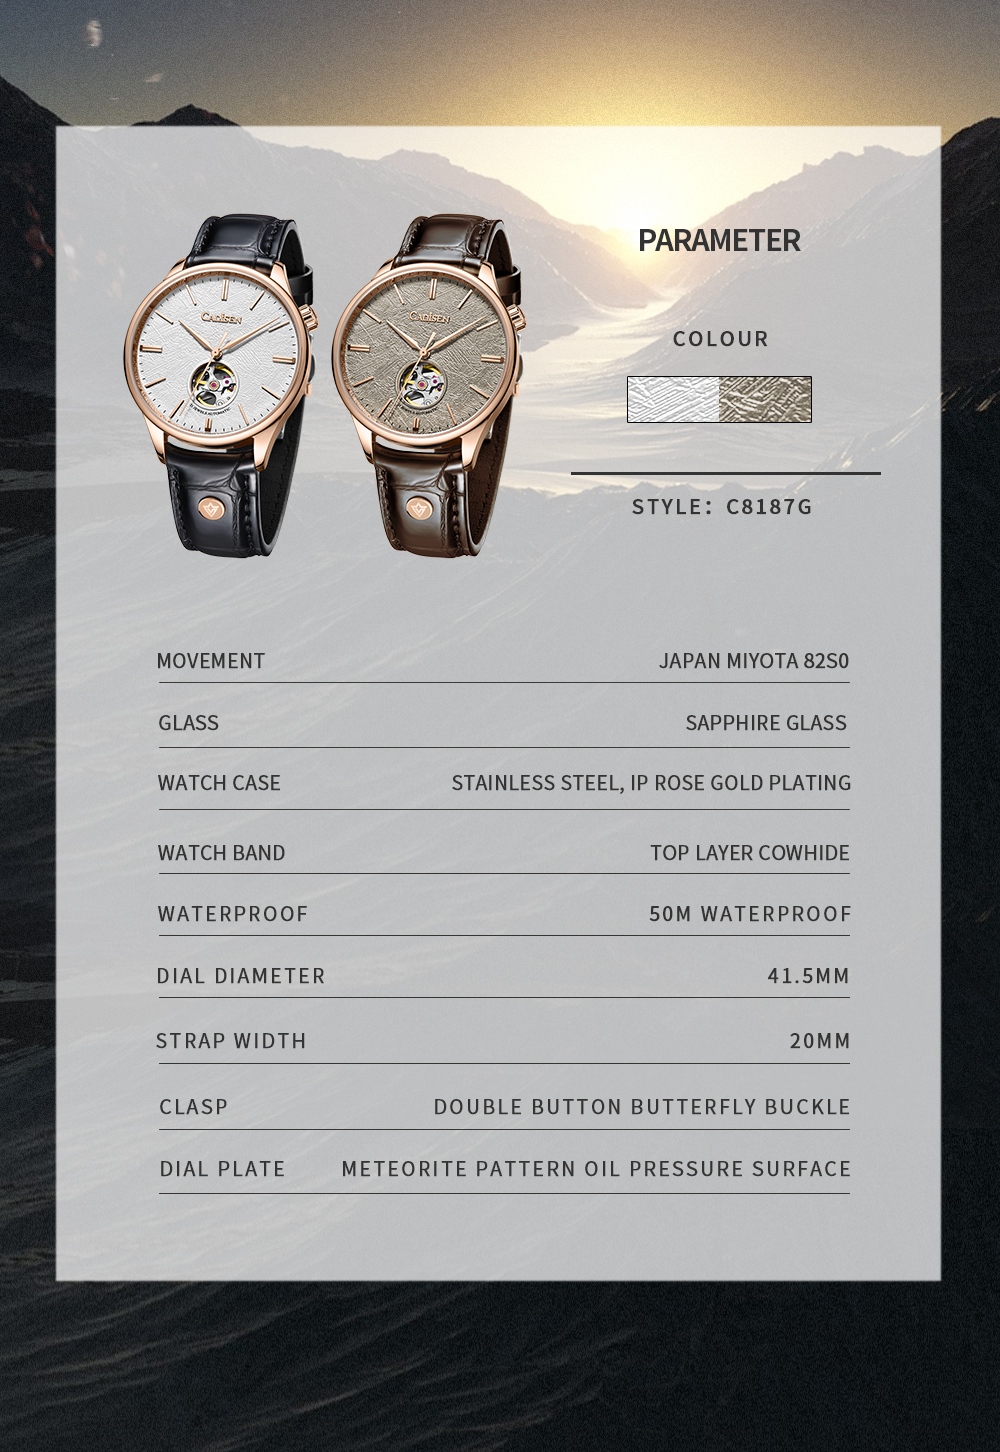 CADISEN
CADISEN
PARAMETER
COLOUR
STYLE: C8187G
MOVEMENT JAPAN MIYOTA 82S0
GLASS SAPPHIRE GLASS
WATCH CASE STAINLESS STEEL, IP ROSE GOLD PLATING
WATCH BAND TOP LAYER COWHIDE
WATERPROOF 50M WATERPROOF
DIAL DIAMETER 41.5MM
STRAP WIDTH 20MM
CLASP DOUBLE BUTTON BUTTERFLY BUCKLE
DIAL PLATE METEORITE PATTERN OIL PRESSURE SURFACE